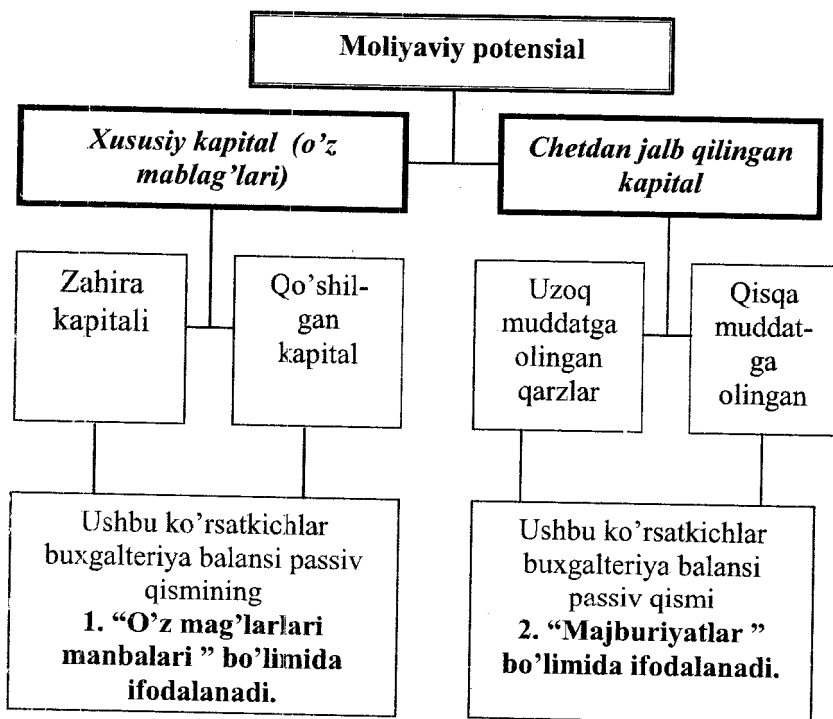 Moliyaviy potensial
Xususiy kapital (o’z
mablag’lari)
Chetdan jalb qilingan
kapital
Zahira
kapitali
Qo’shil-
gan
kapital
Uzoq
muddatga
olingan
qarzlar
Qisqa
muddat-
ga
olingan
Ushbu ko’rsatkichlar
buxgalteriya balansi passiv
qismining
1. “O’z mag’larlari
manbalari ” bo’limida
ifodalanadi.
Ushbu ko’rsatkichlar
buxgalteriya balansi
passiv qismi
2. “Majburiyatlar ”
bo’limida ifodalanadi.